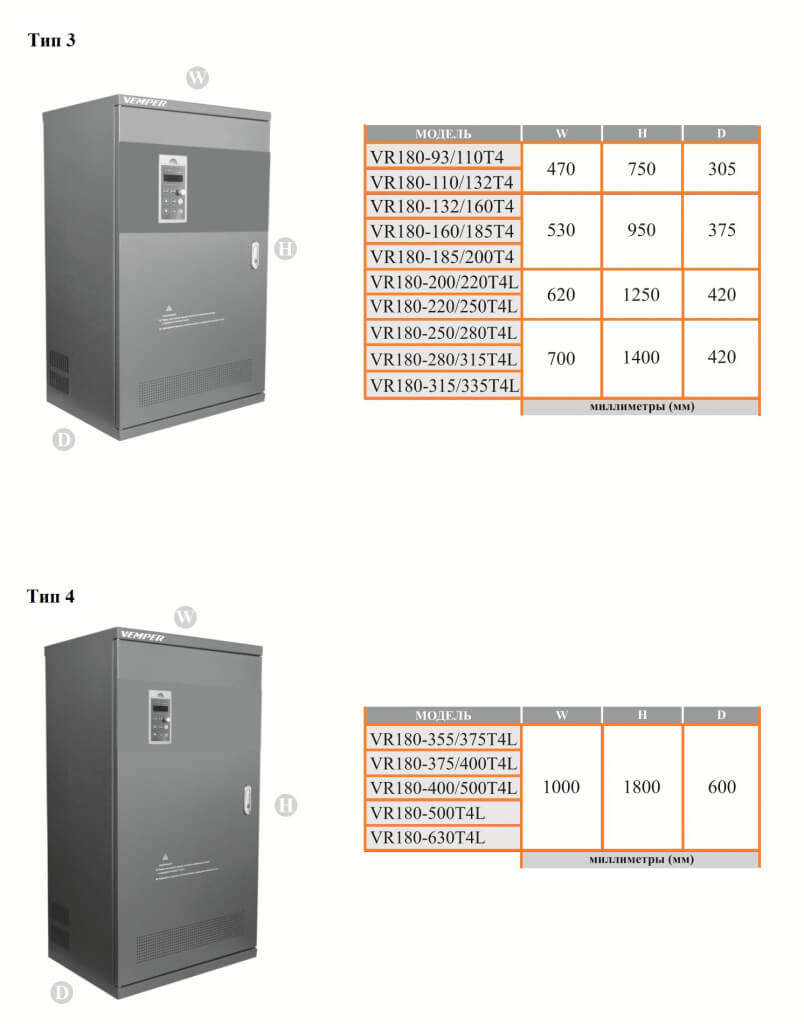 Тип 3
W
VEMPER
H
D
МОДЕЛЬ W H D
VR180-93/110T4 470 750 305
VR180-110/132T4
VR180-132/160T4
VR180-160/185T4 530 950 375
VR180-185/200T4
VR180-200/220T4L 620 1250 420
VR180-220/250T4L
VR180-250/280T4L
VR180-280/315T4L 700 1400 420
VR180-315/335T4L
миллиметры (мм)
Тип 4
W
VEMPER
H
D
МОДЕЛЬ W H D
VR180-355/375T4L
VR180-375/400T4L
VR180-400/500T4L 1000 1800 600
VR180-500T4L
VR180-630T4L
миллиметры (мм)